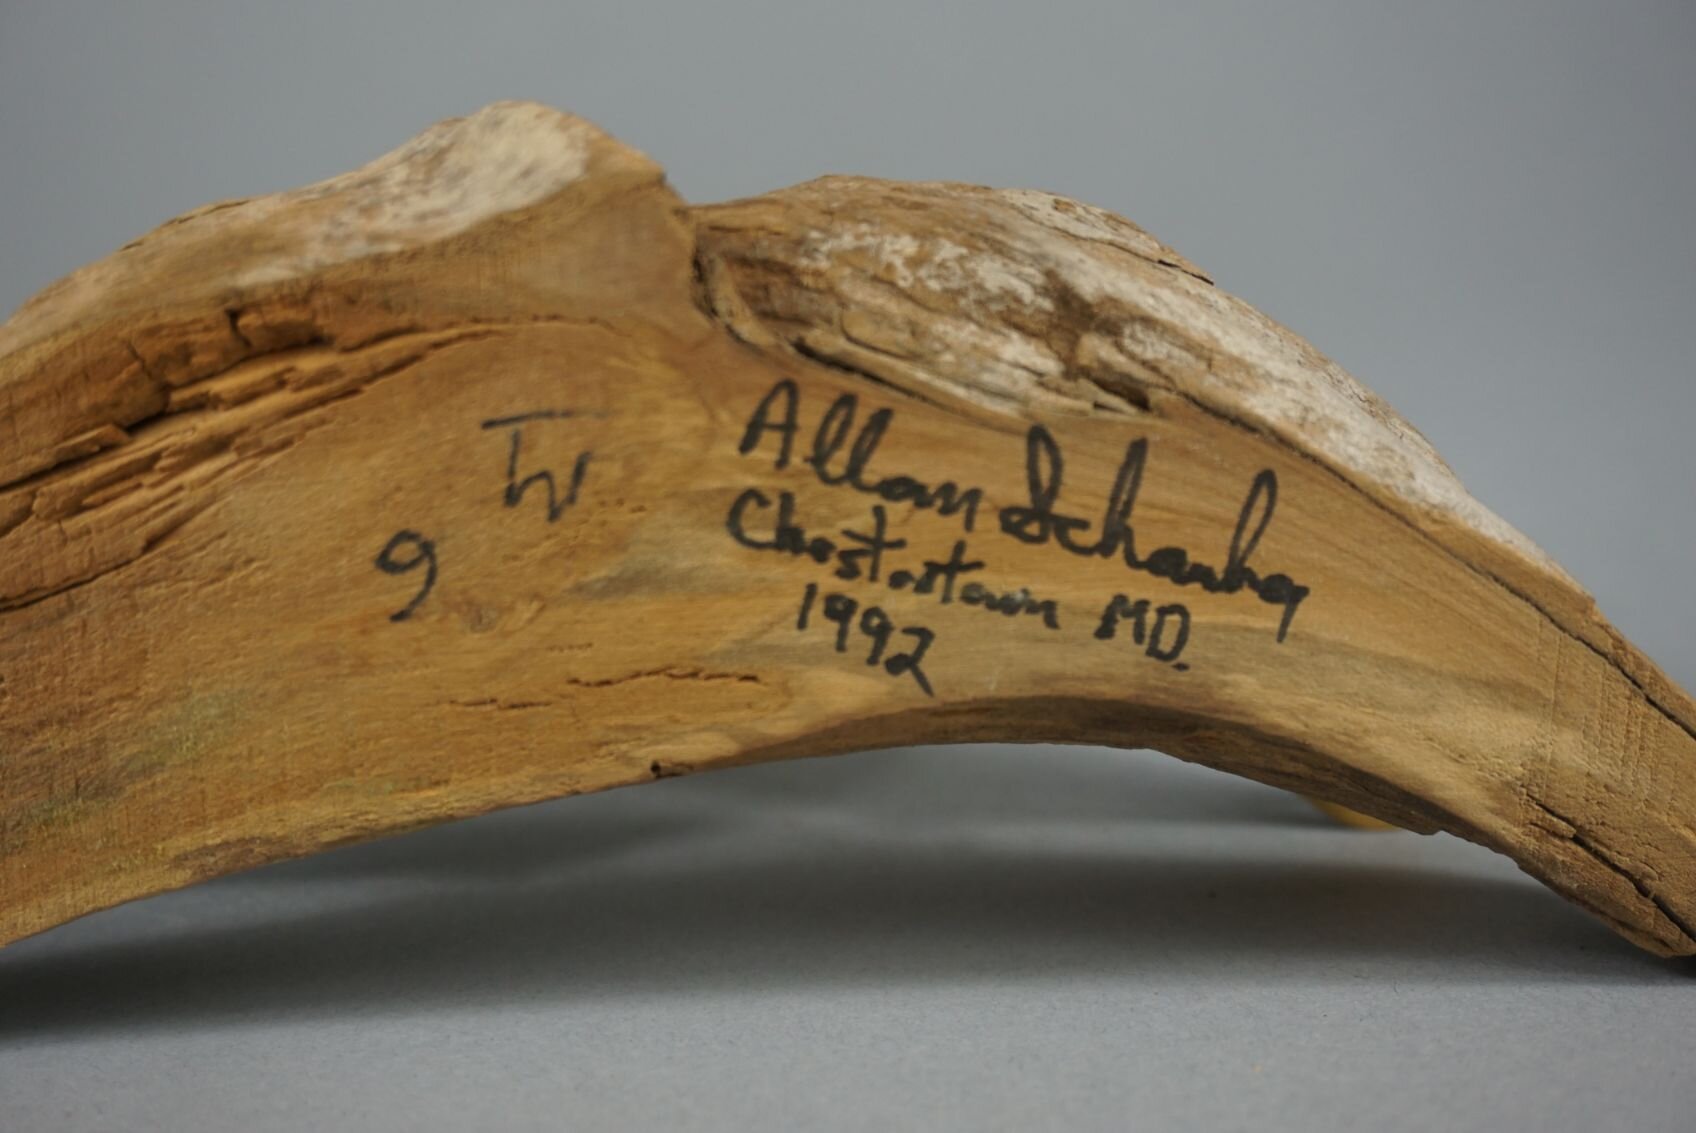 TW
9
Allan Schauber
Chestertown MD.
1992